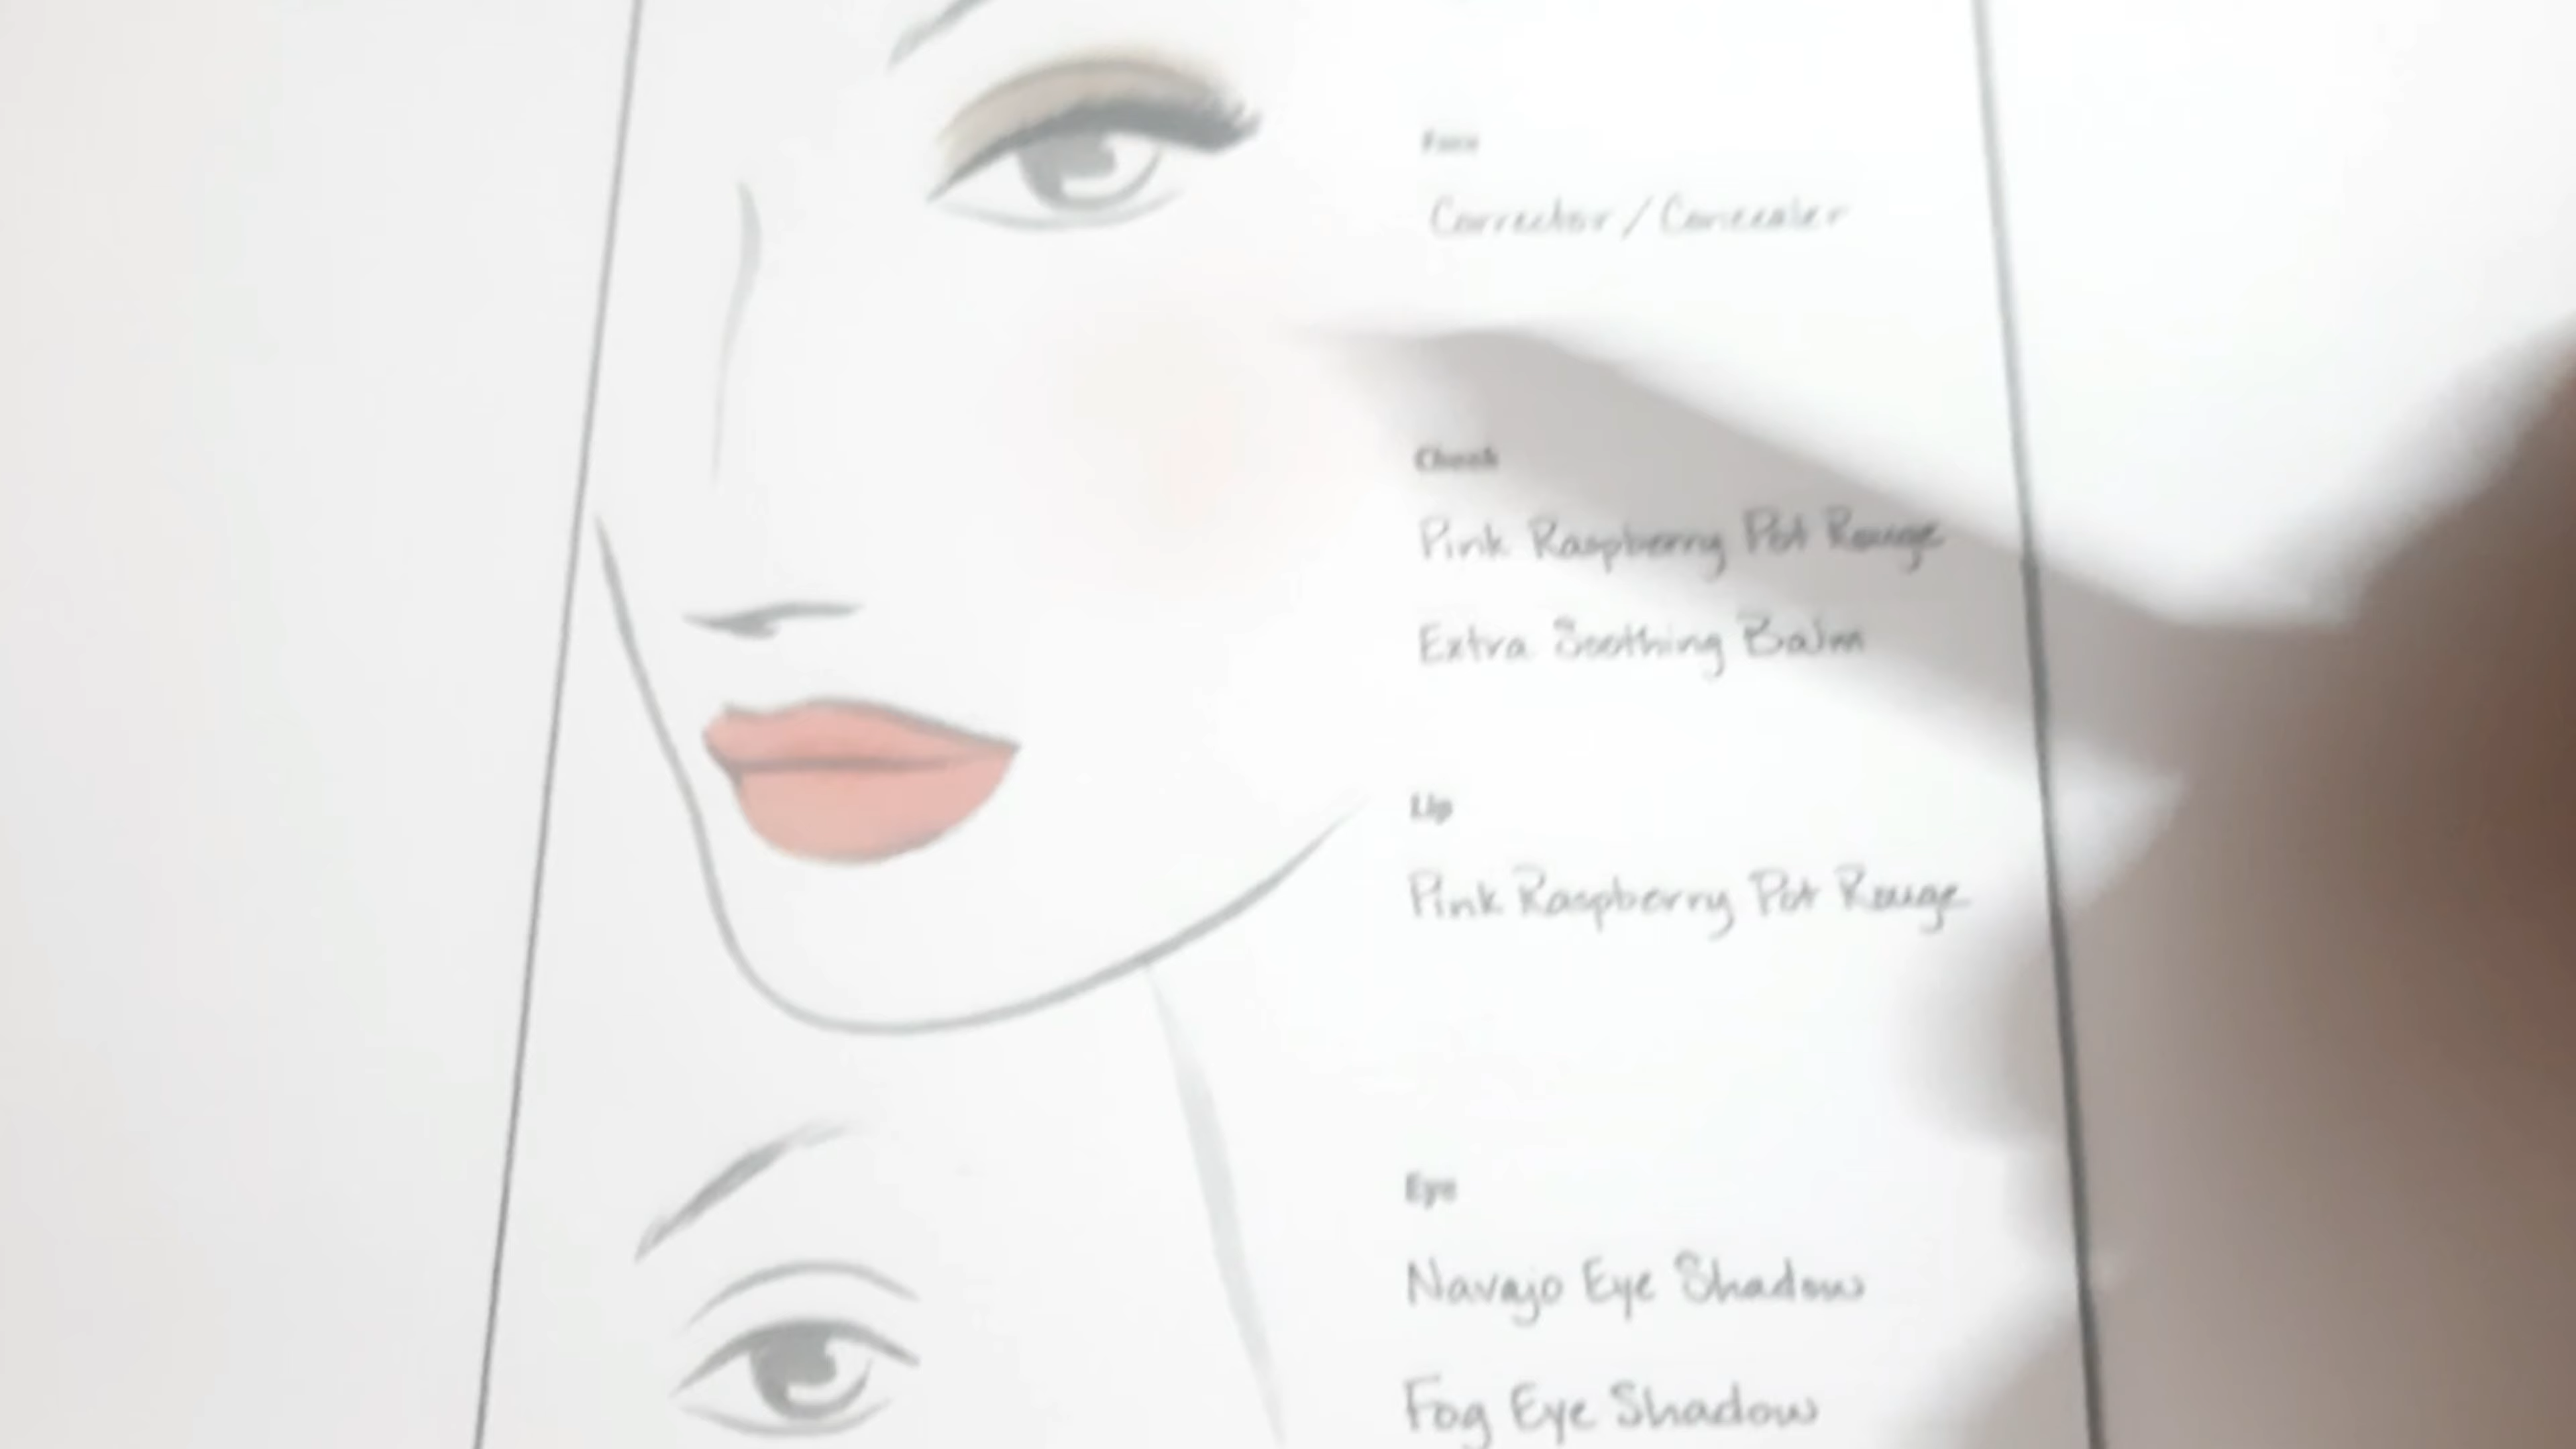 Face
Corrector / Concealer
Cheek
Pink Raspberry Pot Rouge
Extra Soothing Balm
Lip
Pink Raspberry Pot Rouge
Eye
Navajo Eye Shadow
Fog Eye Shadow